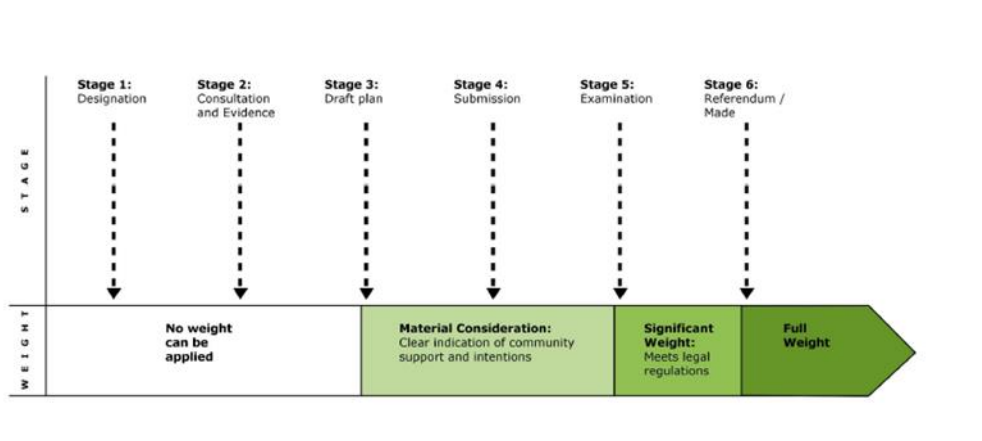 Stage 1:
Designation
Stage 2:
Consultation
and Evidence
Stage 3:
Draft plan
Stage 4:
Submission
Stage 5:
Examination
Stage 6:
Referendum /
Made
STAGE
WEIGHT
No weight
can be
applied
Material Consideration:
Clear indication of community
support and intentions
Significant
Weight:
Meets legal
regulations
Full
Weight